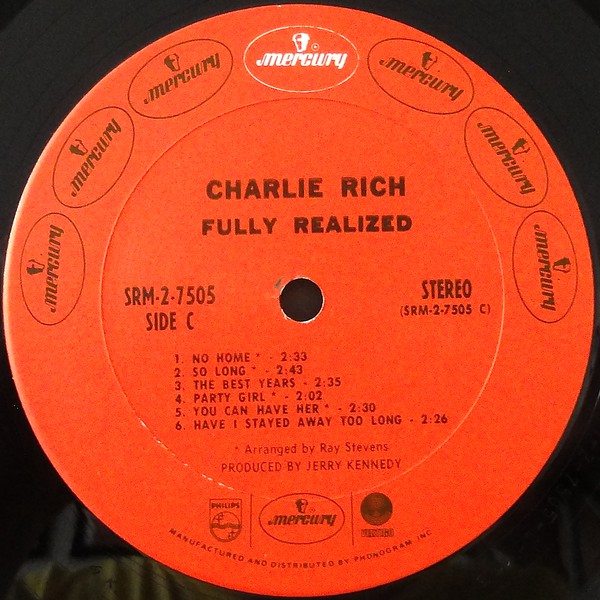 mercury
mercury
mercury
mercury
mercury
mercury
mercury
CHARLIE RICH
FULLY REALIZED
SRM-2-7505
SIDE C
STEREO
(SRM-2-7505 C)
1. NO HOME * - 2:33
2. SO LONG * - 2:43
3. THE BEST YEARS - 2:35
4. PARTY GIRL * - 2:02
5. YOU CAN HAVE HER * - 2:30
6. HAVE I STAYED AWAY TOO LONG - 2:26
* Arranged by Ray Stevens
PRODUCED BY JERRY KENNEDY
PHILIPS
mercury
VERTIGO
MANUFACTURED AND DISTRIBUTED BY PHONOGRAM, INC.